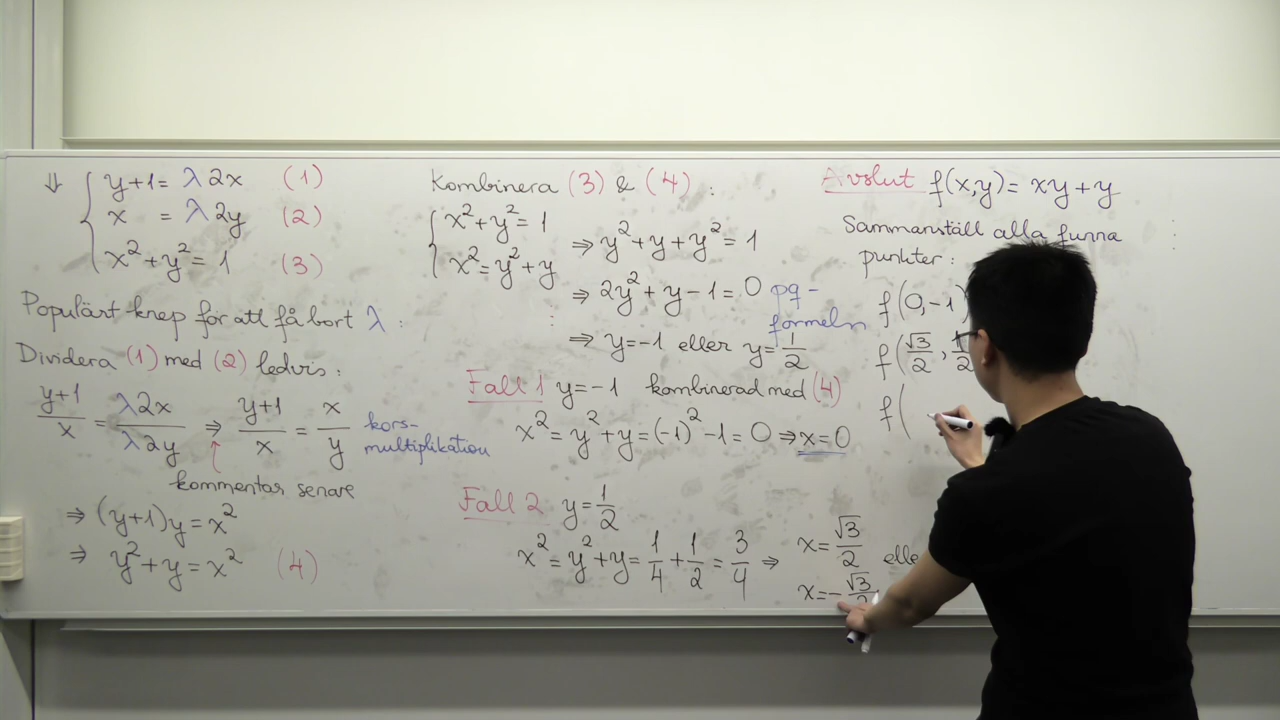 ⇓ { y+1 = λ2x (1)
x = λ2y (2)
x² + y² = 1 (3)
Populärt knep för att få bort λ :
Dividera (1) med (2) ledvis :
(y+1)/x = λ2x/λ2y ⇒ (y+1)/x = x/y kors-
multiplikation
kommentar senare
⇒ (y+1)y = x²
⇒ y² + y = x² (4)
Kombinera (3) & (4) :
{ x² + y² = 1
x² = y² + y
⇒ y² + y + y² = 1
⇒ 2y² + y − 1 = 0 pq-
formeln
⇒ y = −1 eller y = 1/2
Fall 1 y = −1 kombinerad med (4)
x² = y² + y = (−1)² − 1 = 0 ⇒ x = 0
Fall 2 y = 1/2
x² = y² + y = 1/4 + 1/2 = 3/4 ⇒ x = √3/2
x = −√3/2
Avslut f(x,y) = xy + y
Sammanställ alla funna
punkter :
f(0, −1)
f(√3/2, 1/2
f(